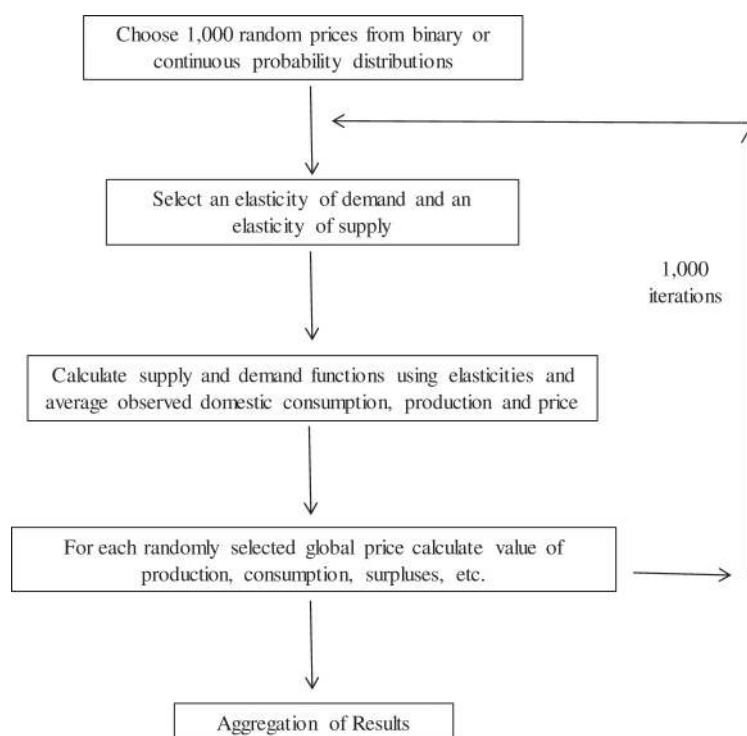 Choose 1,000 random prices from binary or
continuous probability distributions
Select an elasticity of demand and an
elasticity of supply
1,000
iterations
Calculate supply and demand functions using elasticities and
average observed domestic consumption, production and price
For each randomly selected global price calculate value of
production, consumption, surpluses, etc.
Aggregation of Results